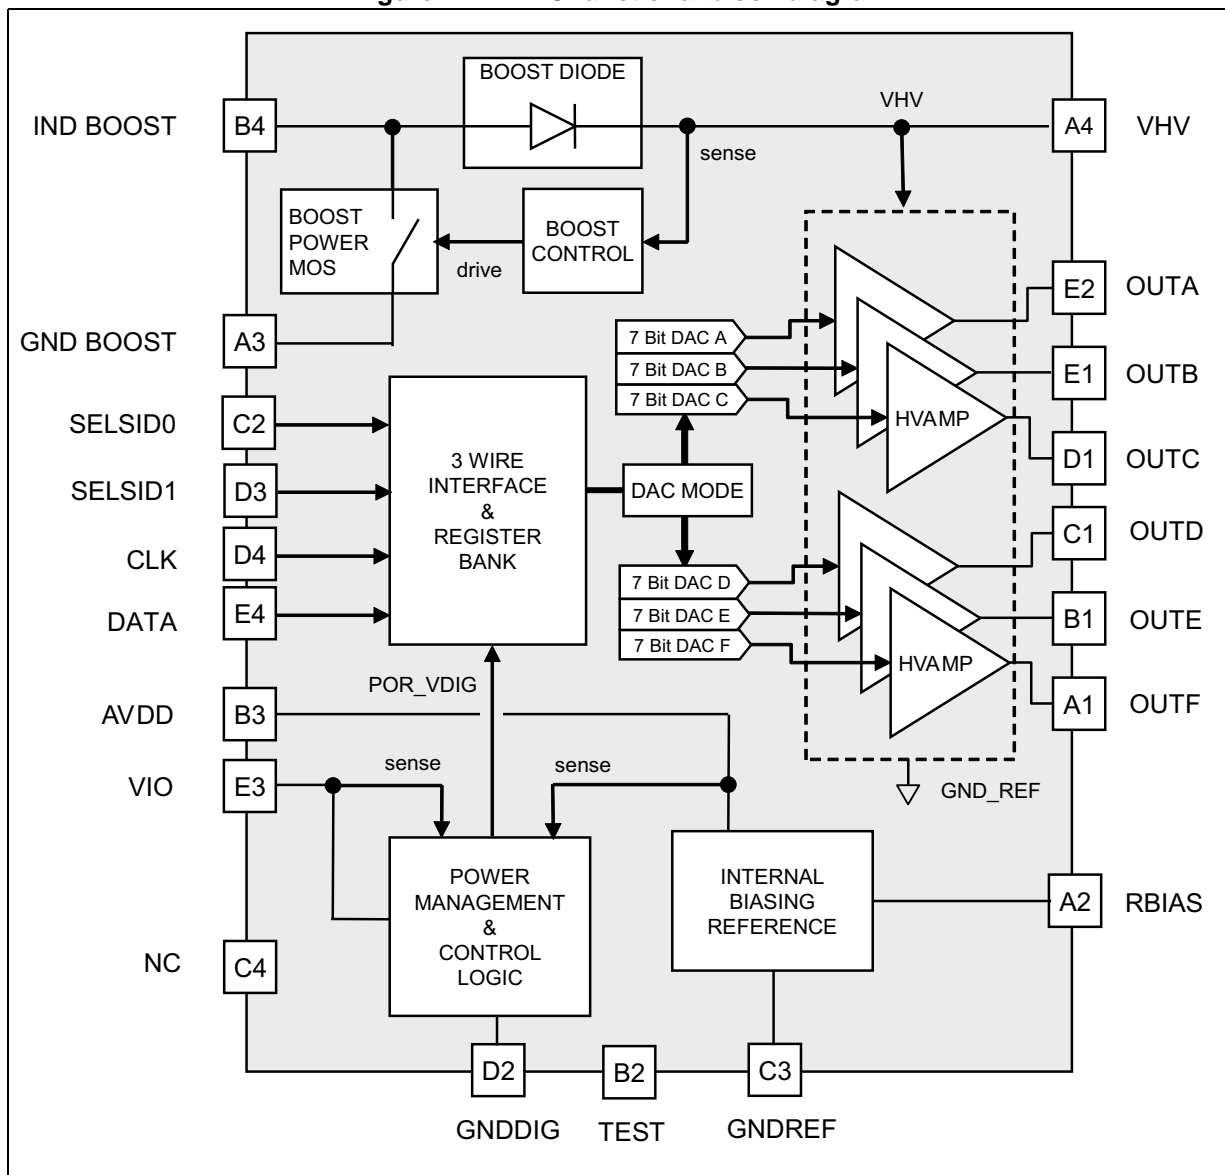 BOOST DIODE
VHV
IND BOOST
B4
A4
VHV
sense
BOOST
POWER
MOS
BOOST
CONTROL
drive
GND BOOST
A3
E2
OUTA
7 Bit DAC A
7 Bit DAC B
7 Bit DAC C
E1
OUTB
HVAMP
SELSID0
C2
D1
OUTC
SELSID1
D3
3 WIRE
INTERFACE
&
REGISTER
BANK
DAC MODE
C1
OUTD
CLK
D4
7 Bit DAC D
7 Bit DAC E
7 Bit DAC F
DATA
E4
B1
OUTE
HVAMP
POR_VDIG
AVDD
B3
A1
OUTF
VIO
E3
sense
sense
GND_REF
POWER
MANAGEMENT
&
CONTROL
LOGIC
INTERNAL
BIASING
REFERENCE
A2
RBIAS
NC
C4
D2
B2
C3
GNDDIG
TEST
GNDREF